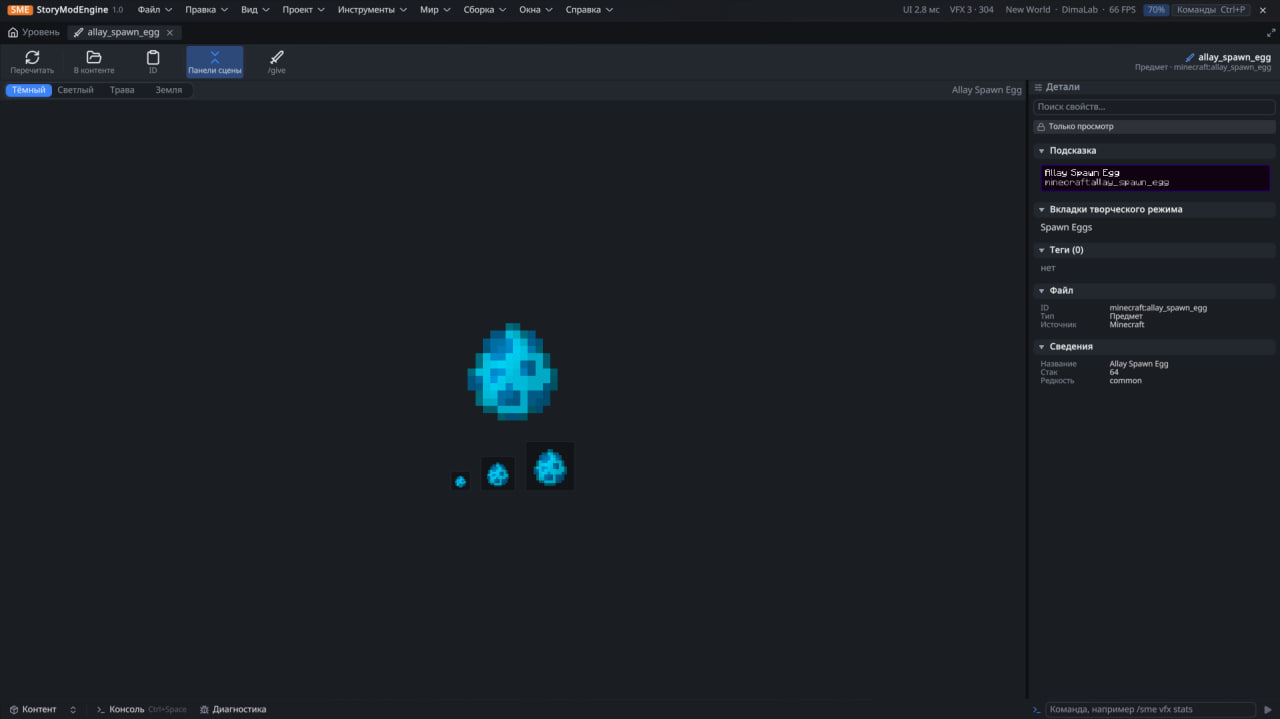 SME StoryModEngine 1.0 Файл Правка Вид Проект Инструменты Мир Сборка Окна Справка UI 2.8 мс VFX 3 · 304 New World · DimaLab · 66 FPS 70% Команды Ctrl+P
Уровень allay_spawn_egg
Перечитать В контенте ID Панели сцены /give
allay_spawn_egg
Предмет · minecraft:allay_spawn_egg
Тёмный Светлый Трава Земля Allay Spawn Egg
Детали
Поиск свойств...
Только просмотр
Подсказка
Allay Spawn Egg
minecraft:allay_spawn_egg
Вкладки творческого режима
Spawn Eggs
Теги (0)
нет
Файл
ID minecraft:allay_spawn_egg
Тип Предмет
Источник Minecraft
Сведения
Название Allay Spawn Egg
Стак 64
Редкость common
Контент >_ Консоль Ctrl+Space Диагностика >_ Команда, например /sme vfx stats